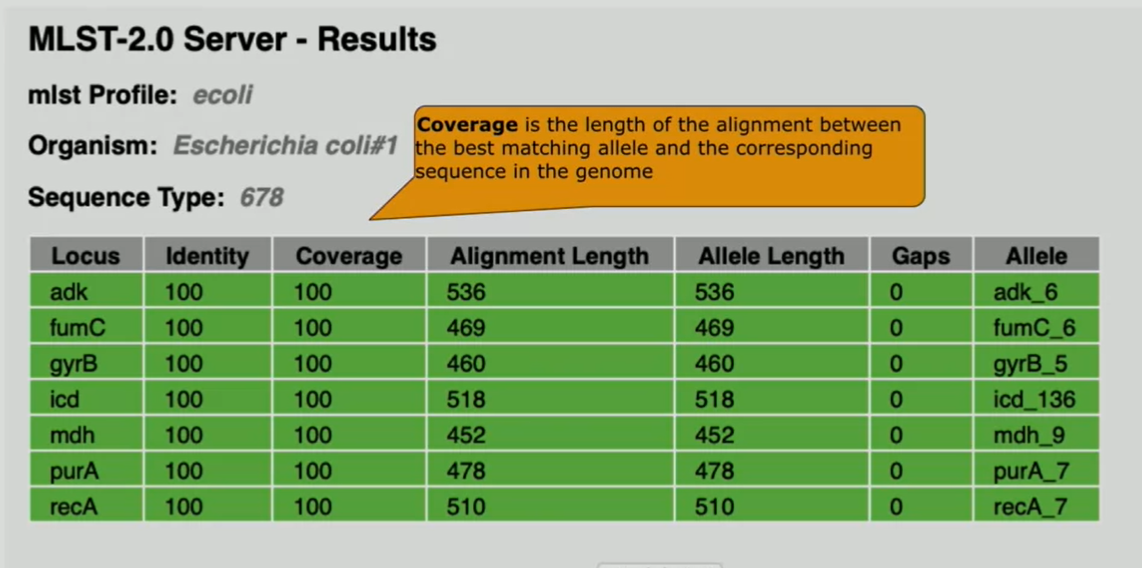 MLST-2.0 Server - Results
mlst Profile: ecoli
Organism: Escherichia coli#1
Sequence Type: 678
Coverage is the length of the alignment between
the best matching allele and the corresponding
sequence in the genome
Locus Identity Coverage Alignment Length Allele Length Gaps Allele
adk 100 100 536 536 0 adk_6
fumC 100 100 469 469 0 fumC_6
gyrB 100 100 460 460 0 gyrB_5
icd 100 100 518 518 0 icd_136
mdh 100 100 452 452 0 mdh_9
purA 100 100 478 478 0 purA_7
recA 100 100 510 510 0 recA_7